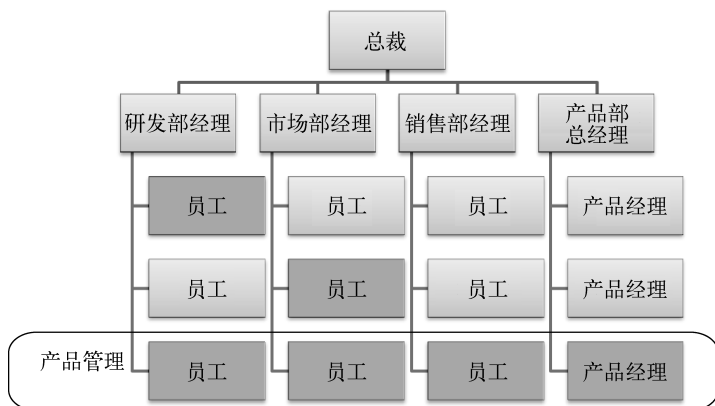 总裁
研发部经理
市场部经理
销售部经理
产品部
总经理
员工
员工
员工
产品经理
员工
员工
员工
产品经理
产品管理
员工
员工
员工
产品经理